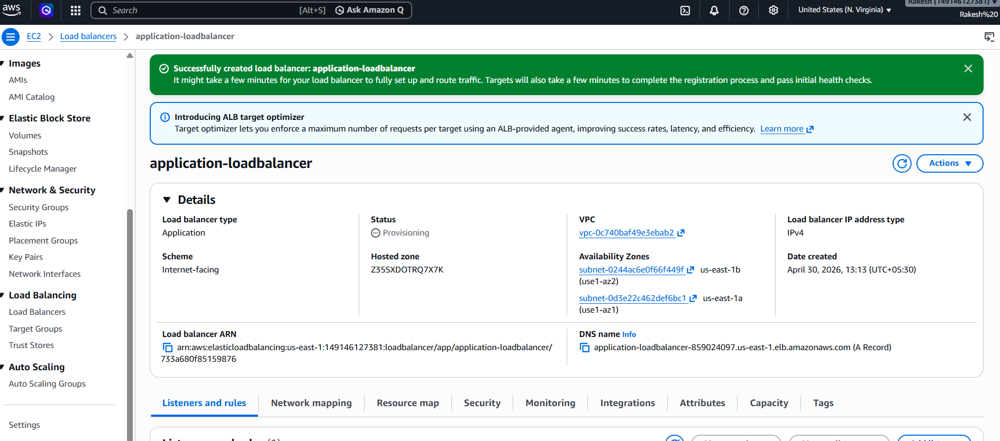 aws
Search
[Alt+S]
Ask Amazon Q
United States (N. Virginia)
Rakesh (149146127381)
Rakesh%20
EC2
Load balancers
application-loadbalancer
Images
AMIs
AMI Catalog
Elastic Block Store
Volumes
Snapshots
Lifecycle Manager
Network & Security
Security Groups
Elastic IPs
Placement Groups
Key Pairs
Network Interfaces
Load Balancing
Load Balancers
Target Groups
Trust Stores
Auto Scaling
Auto Scaling Groups
Settings
Successfully created load balancer: application-loadbalancer
It might take a few minutes for your load balancer to fully set up and route traffic. Targets will also take a few minutes to complete the registration process and pass initial health checks.
Introducing ALB target optimizer
Target optimizer lets you enforce a maximum number of requests per target using an ALB-provided agent, improving success rates, latency, and efficiency. Learn more
application-loadbalancer
Actions
Details
Load balancer type
Application
Status
Provisioning
VPC
vpc-0c740baf49e3ebab2
Load balancer IP address type
IPv4
Scheme
Internet-facing
Hosted zone
Z35SXDOTRQ7X7K
Availability Zones
subnet-0244ac6e0f66f449f us-east-1b
(use1-az2)
subnet-0d3e22c462def6bc1 us-east-1a
(use1-az1)
Date created
April 30, 2026, 13:13 (UTC+05:30)
Load balancer ARN
arn:aws:elasticloadbalancing:us-east-1:149146127381:loadbalancer/app/application-loadbalancer/
733a680f85159876
DNS name Info
application-loadbalancer-859024097.us-east-1.elb.amazonaws.com (A Record)
Listeners and rules
Network mapping
Resource map
Security
Monitoring
Integrations
Attributes
Capacity
Tags